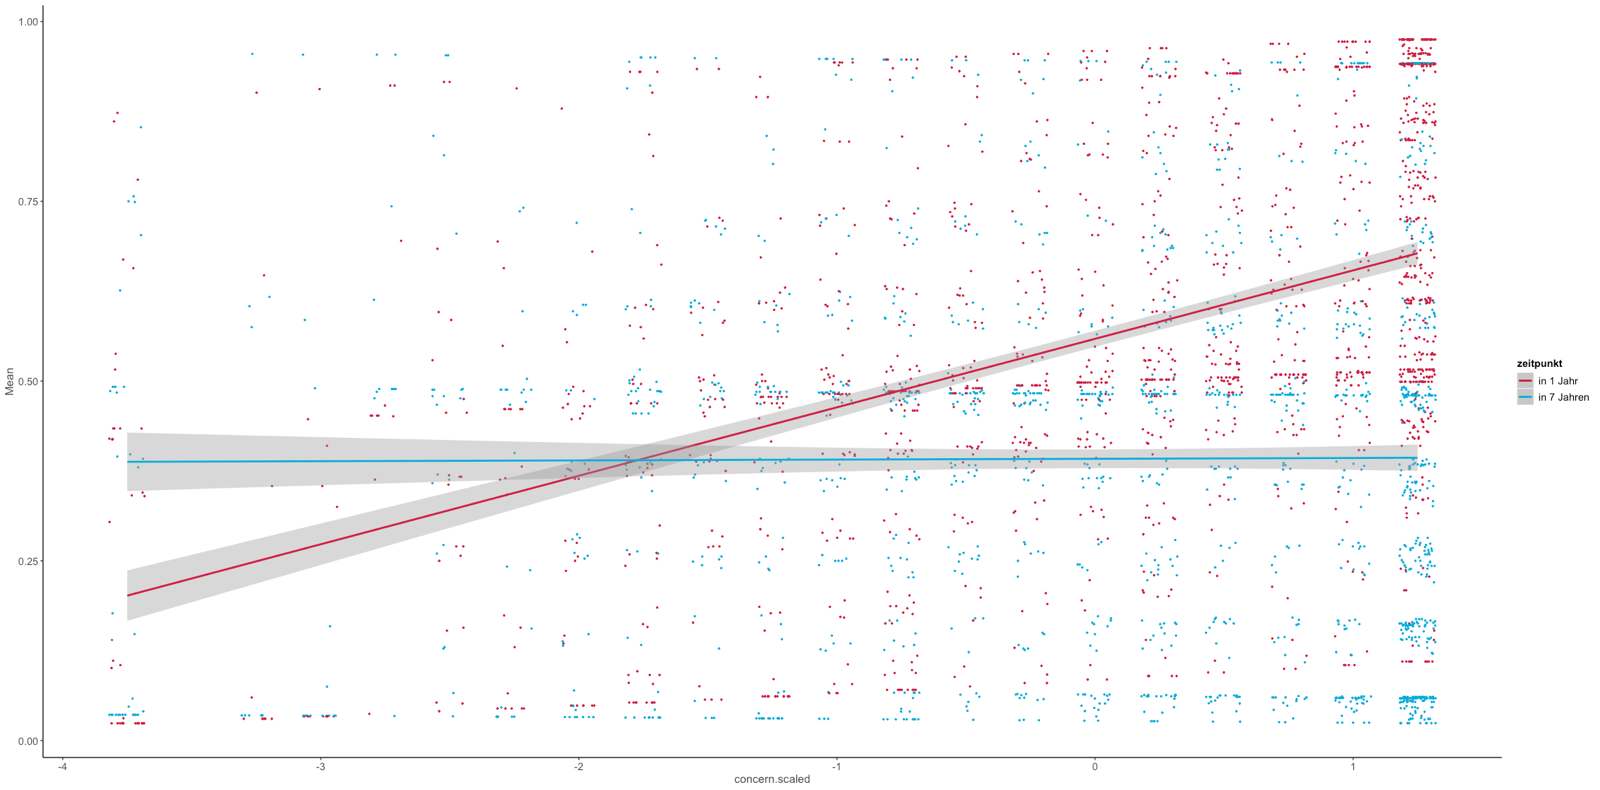 1.00
0.75
0.50
0.25
0.00
Mean
-4 -3 -2 -1 0 1
concern.scaled
zeitpunkt
in 1 Jahr
in 7 Jahren